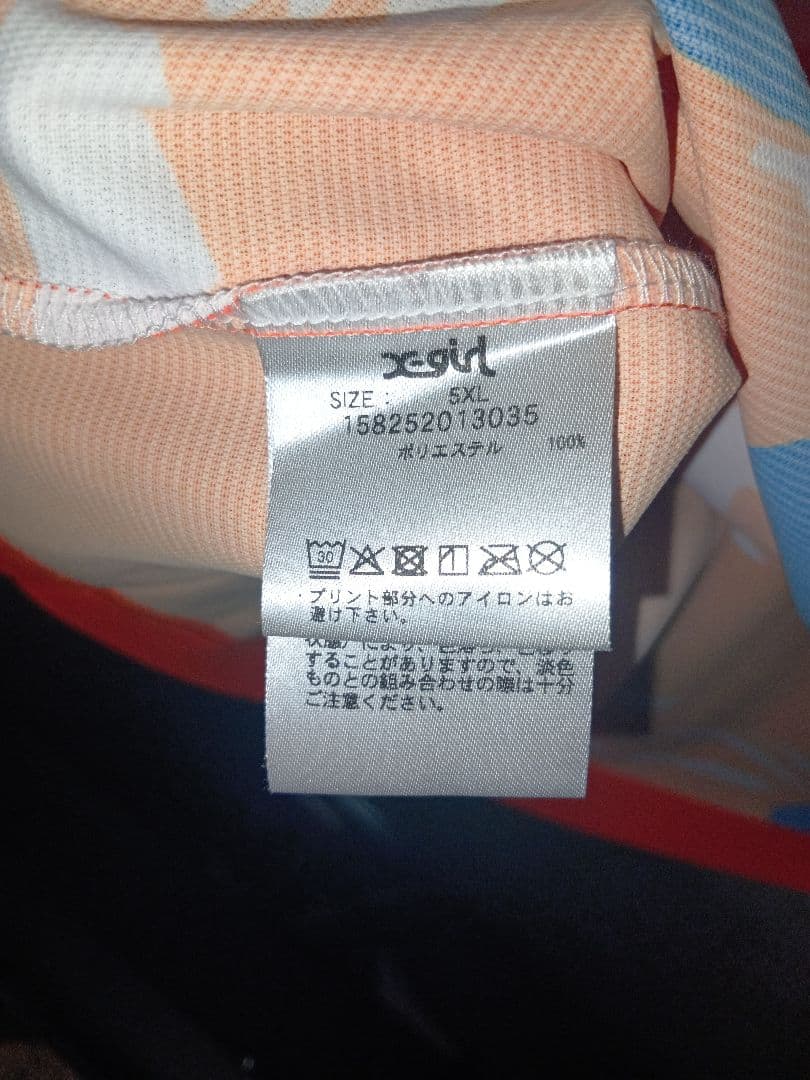 x-girl
SIZE : 5XL
158252013035
ポリエステル 100%
30
・プリント部分へのアイロンはお
避け下さい。
することがありますので、淡色
ものとの組み合わせの際は十分
ご注意ください。